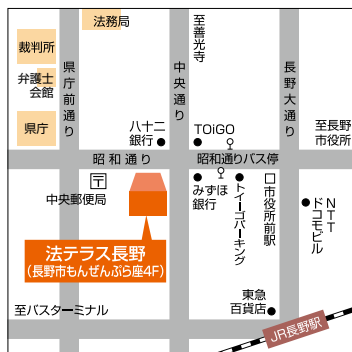 法務局
至善光寺
裁判所
弁護士
会館
県庁前通り
中央通り
長野大通り
県庁
八十二
銀行
TOiGO
至長野
市役所
昭和通り
昭和通りバス停
中央郵便局
みずほ
銀行
トイーゴパーキング
市役所前駅
NTT
ドコモビル
法テラス長野
(長野市もんぜんぷら座4F)
至バスターミナル
東急
百貨店
JR長野駅